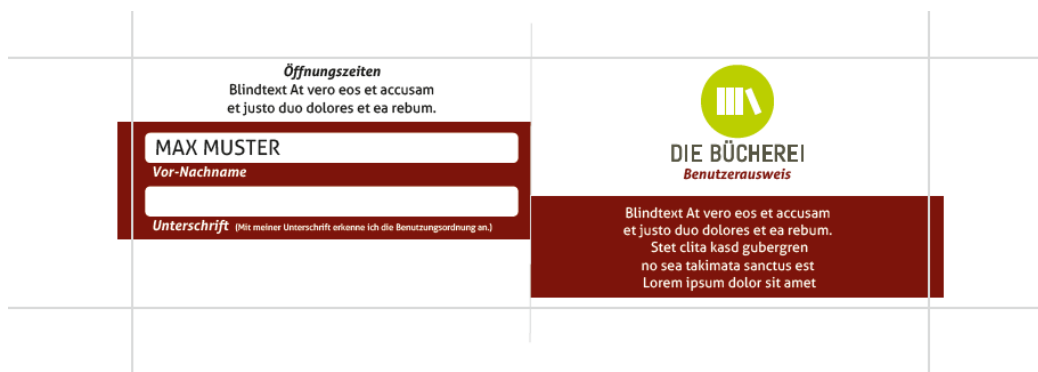 Öffnungszeiten
Blindtext At vero eos et accusam
et justo duo dolores et ea rebum.
MAX MUSTER
Vor-Nachname
Unterschrift (Mit meiner Unterschrift erkenne ich die Benutzungsordnung an.)
DIE BÜCHEREI
Benutzerausweis
Blindtext At vero eos et accusam
et justo duo dolores et ea rebum.
Stet clita kasd gubergren
no sea takimata sanctus est
Lorem ipsum dolor sit amet